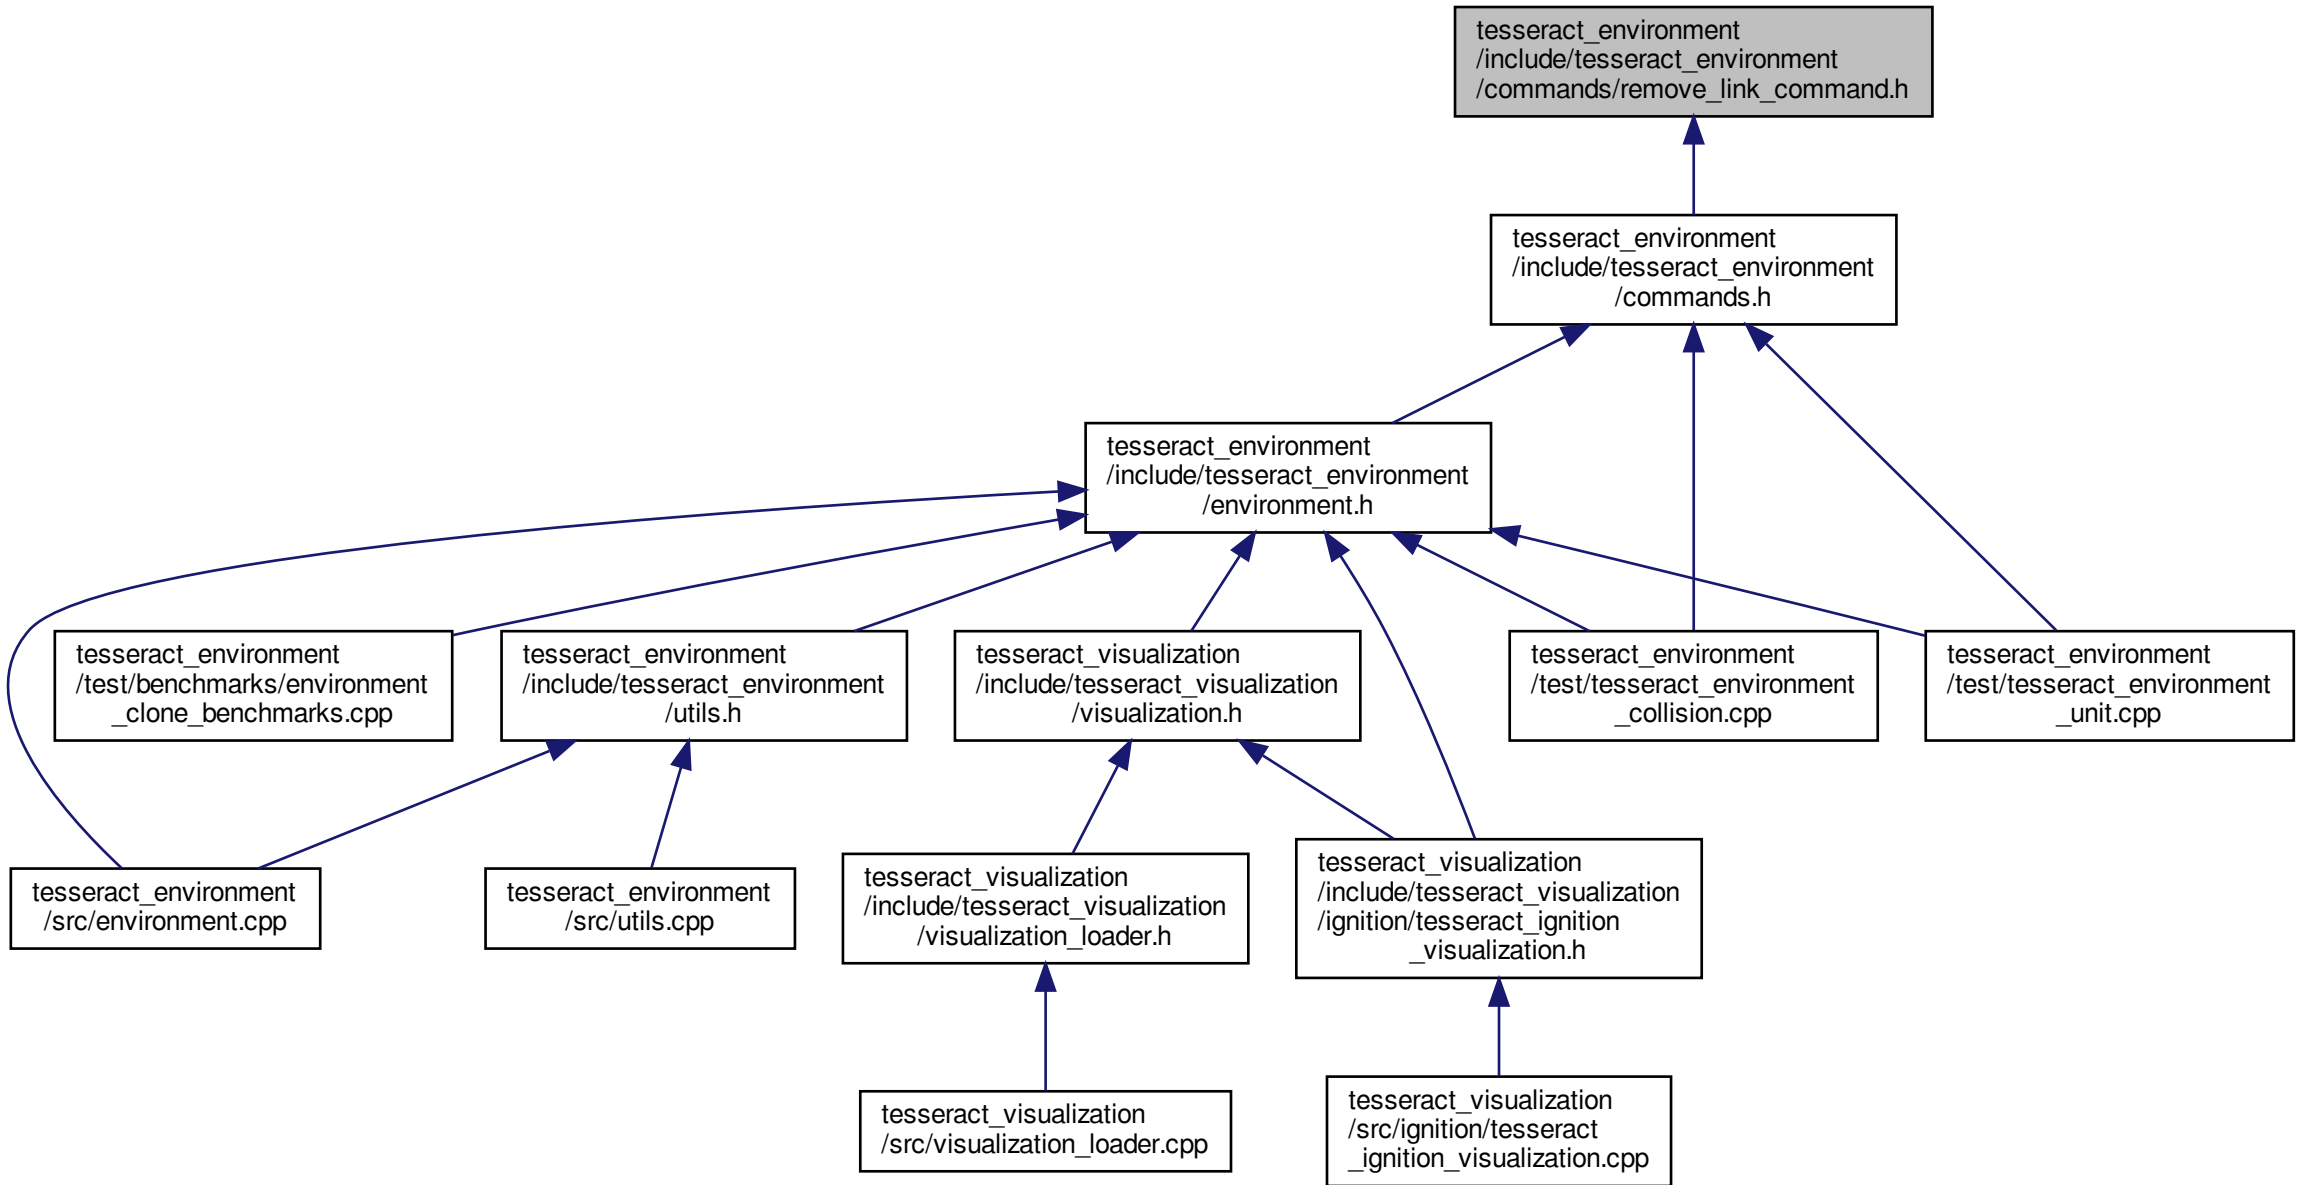 tesseract_environment
/include/tesseract_environment
/commands/remove_link_command.h
tesseract_environment
/include/tesseract_environment
/commands.h
tesseract_environment
/include/tesseract_environment
/environment.h
tesseract_environment
/test/benchmarks/environment
_clone_benchmarks.cpp
tesseract_environment
/include/tesseract_environment
/utils.h
tesseract_visualization
/include/tesseract_visualization
/visualization.h
tesseract_environment
/test/tesseract_environment
_collision.cpp
tesseract_environment
/test/tesseract_environment
_unit.cpp
tesseract_environment
/src/environment.cpp
tesseract_environment
/src/utils.cpp
tesseract_visualization
/include/tesseract_visualization
/visualization_loader.h
tesseract_visualization
/include/tesseract_visualization
/ignition/tesseract_ignition
_visualization.h
tesseract_visualization
/src/visualization_loader.cpp
tesseract_visualization
/src/ignition/tesseract
_ignition_visualization.cpp